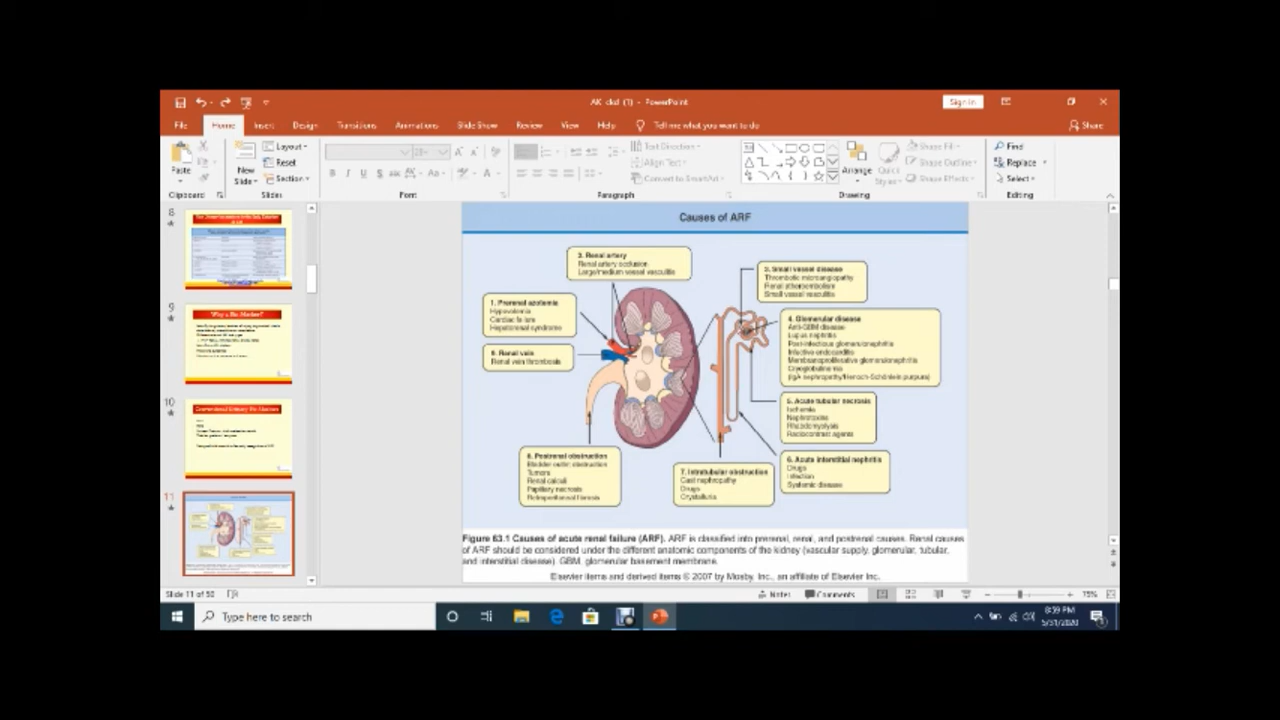 AK ckd (1) - PowerPoint
Sign in
File Home Insert Design Transitions Animations Slide Show Review View Help Tell me what you want to do
Share
Paste
New
Slide
Layout
Reset
Section
Text Direction
Align Text
Convert to SmartArt
Arrange
Quick
Styles
Shape Fill
Shape Outline
Shape Effects
Find
Replace
Select
Clipboard Slides Font Paragraph Drawing Editing
8
9
10
Conventional Urinary Bio Markers
11
Causes of ARF
2. Renal artery
Renal artery occlusion
Large/medium vessel vasculitis
3. Small vessel disease
Thrombotic microangiopathy
Renal atheroembolism
Small vessel vasculitis
1. Prerenal azotemia
Hypovolemia
Cardiac failure
Hepatorenal syndrome
4. Glomerular disease
Anti-GBM disease
Lupus nephritis
Post-infectious glomerulonephritis
Infective endocarditis
Membranoproliferative glomerulonephritis
Cryoglobulinemia
(IgA nephropathy/Henoch-Schönlein purpura)
9. Renal vein
Renal vein thrombosis
5. Acute tubular necrosis
Ischemia
Nephrotoxins
Rhabdomyolysis
Radiocontrast agents
8. Postrenal obstruction
Bladder outlet obstruction
Tumors
Renal calculi
Papillary necrosis
Retroperitoneal fibrosis
7. Intratubular obstruction
Cast nephropathy
Drugs
Crystalluria
6. Acute interstitial nephritis
Drugs
Infection
Systemic disease
Figure 63.1 Causes of acute renal failure (ARF). ARF is classified into prerenal, renal, and postrenal causes. Renal causes
of ARF should be considered under the different anatomic components of the kidney (vascular supply, glomerular, tubular,
and interstitial disease). GBM, glomerular basement membrane.
Elsevier items and derived items © 2007 by Mosby, Inc., an affiliate of Elsevier Inc.
Slide 11 of 50
Notes
Comments
75%
Type here to search
8:59 PM
5/31/2020